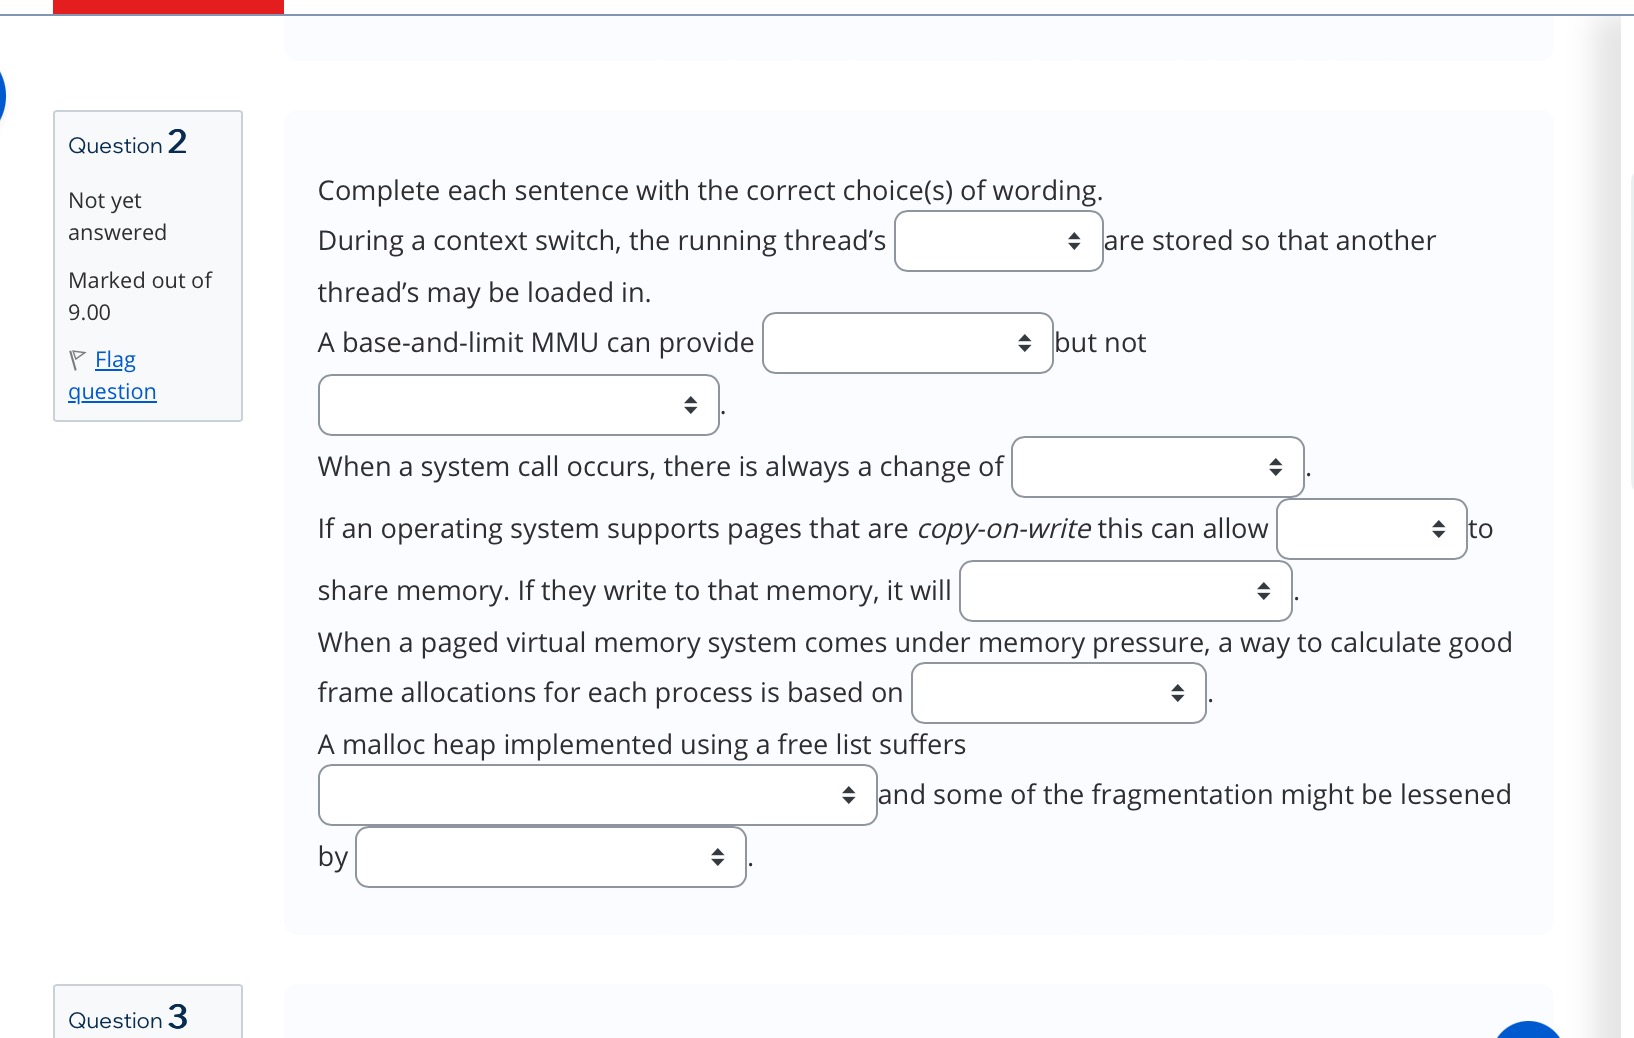 Question 2
Not yet
answered
Marked out of
9.00
Flag
question
Complete each sentence with the correct choice(s) of wording.
During a context switch, the running thread’s are stored so that another
thread’s may be loaded in.
A base-and-limit MMU can provide but not
.
When a system call occurs, there is always a change of .
If an operating system supports pages that are copy-on-write this can allow to
share memory. If they write to that memory, it will .
When a paged virtual memory system comes under memory pressure, a way to calculate good
frame allocations for each process is based on .
A malloc heap implemented using a free list suffers
and some of the fragmentation might be lessened
by .
Question 3